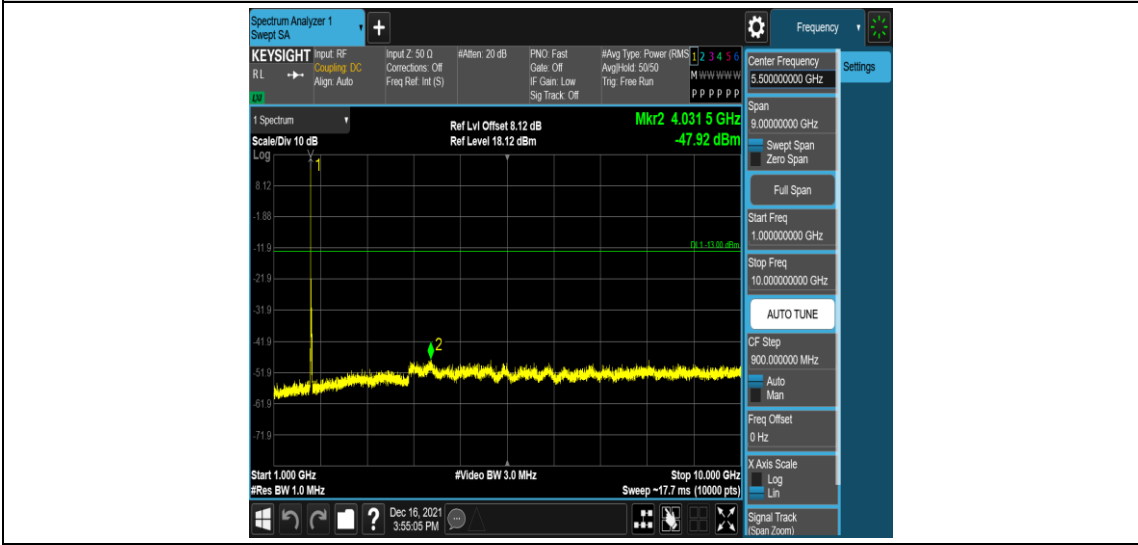 Spectrum Analyzer 1
Swept SA
Frequency
KEYSIGHT
RL
LM
Input: RF
Coupling: DC
Align: Auto
Input Z: 50 Ω
Corrections: Off
Freq Ref: Int (S)
#Atten: 20 dB
PNO: Fast
Gate: Off
IF Gain: Low
Sig Track: Off
#Avg Type: Power (RMS
Avg|Hold: 50/50
Trig: Free Run
1 2 3 4 5 6
M W W W W W
P P P P P P
1 Spectrum
Scale/Div 10 dB
Log
Ref Lvl Offset 8.12 dB
Ref Level 18.12 dBm
Mkr2 4.031 5 GHz
-47.92 dBm
1
8.12
-1.88
-11.9
DL1 -13.00 dBm
-21.9
-31.9
-41.9
2
-51.9
-61.9
-71.9
Start 1.000 GHz
#Res BW 1.0 MHz
#Video BW 3.0 MHz
Stop 10.000 GHz
Sweep ~17.7 ms (10000 pts)
Dec 16, 2021
3:55:05 PM
?
Settings
Center Frequency
5.500000000 GHz
Span
9.00000000 GHz
Swept Span
Zero Span
Full Span
Start Freq
1.000000000 GHz
Stop Freq
10.000000000 GHz
AUTO TUNE
CF Step
900.000000 MHz
Auto
Man
Freq Offset
0 Hz
X Axis Scale
Log
Lin
Signal Track
(Span Zoom)